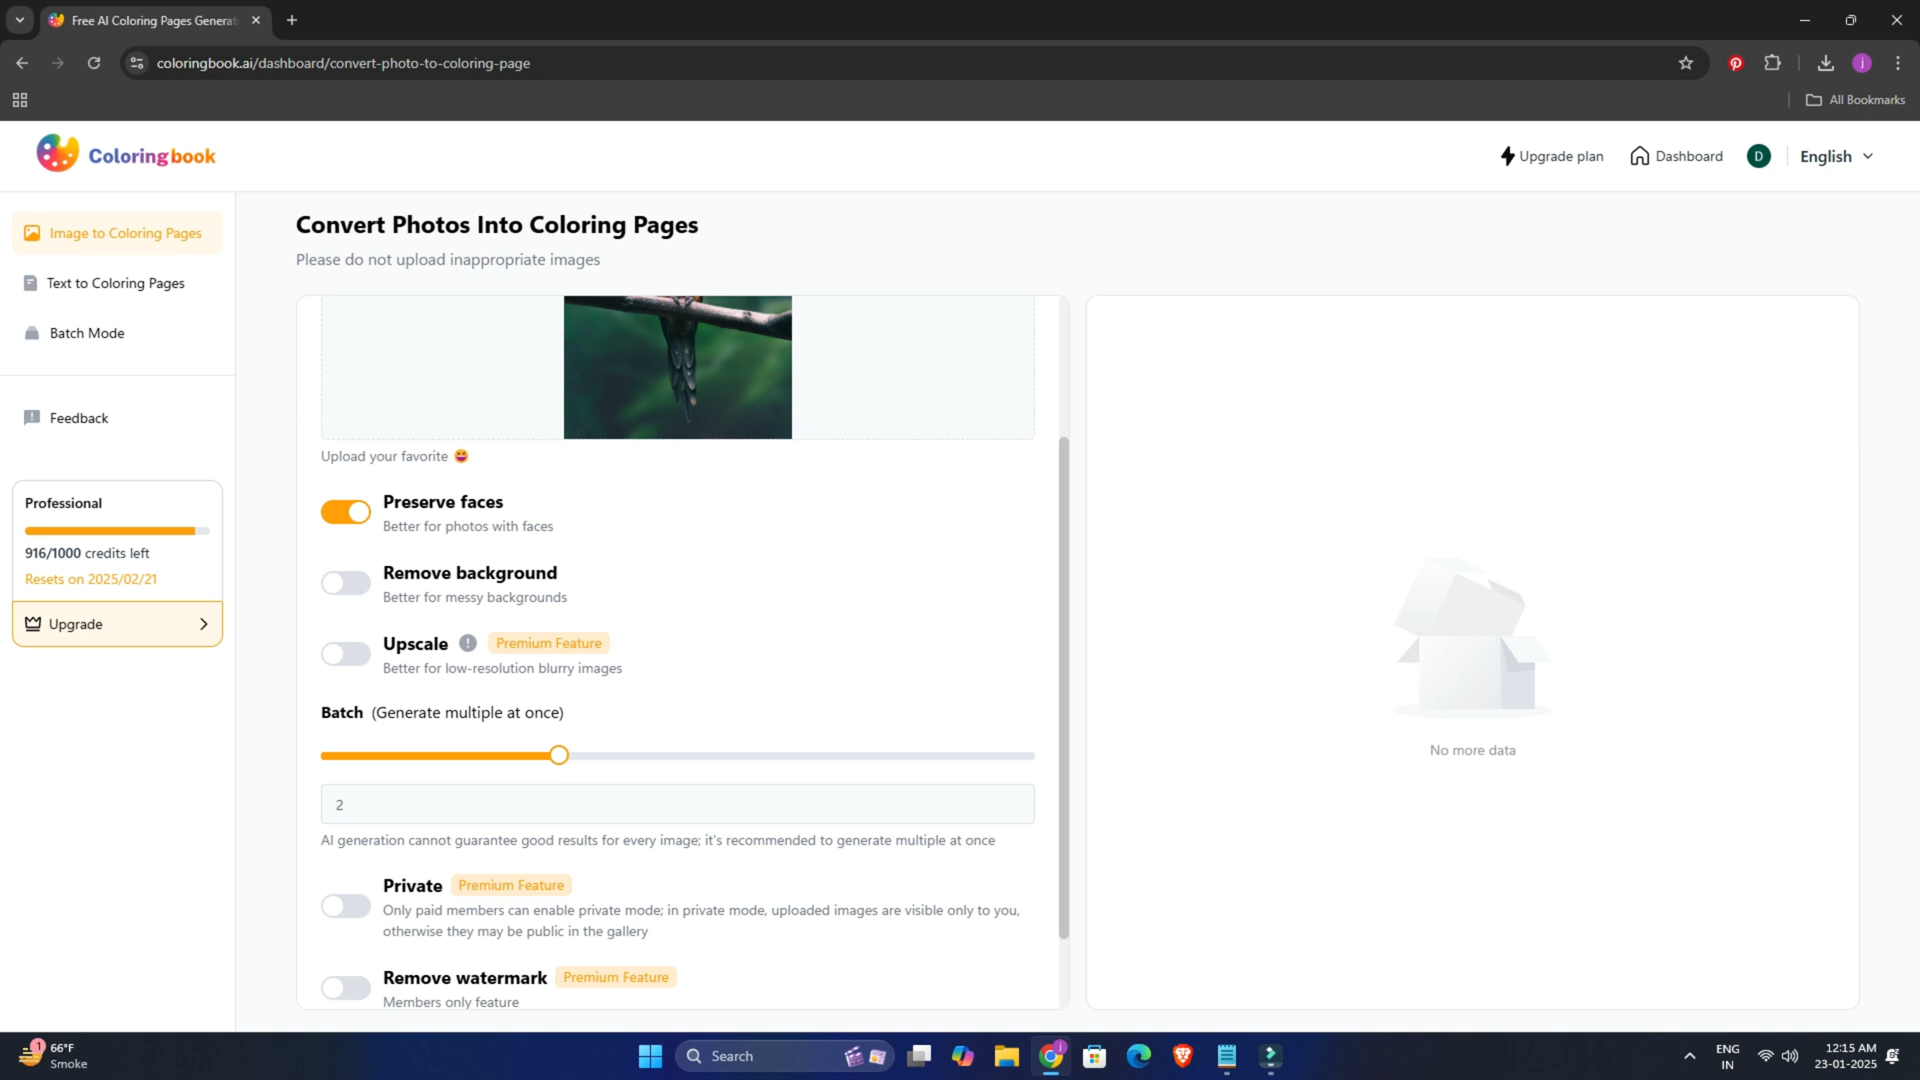 Free AI Coloring Pages Generat
coloringbook.ai/dashboard/convert-photo-to-coloring-page
j
All Bookmarks
Coloringbook
Upgrade plan
Dashboard
D
English
Image to Coloring Pages
Text to Coloring Pages
Batch Mode
Feedback
Professional
916/1000 credits left
Resets on 2025/02/21
Upgrade
Convert Photos Into Coloring Pages
Please do not upload inappropriate images
Upload your favorite 😆
Preserve faces
Better for photos with faces
Remove background
Better for messy backgrounds
Upscale ! Premium Feature
Better for low-resolution blurry images
Batch (Generate multiple at once)
2
AI generation cannot guarantee good results for every image; it's recommended to generate multiple at once
Private Premium Feature
Only paid members can enable private mode; in private mode, uploaded images are visible only to you,
otherwise they may be public in the gallery
Remove watermark Premium Feature
Members only feature
No more data
1
66°F
Smoke
Search
j
ENG
IN
12:15 AM
23-01-2025